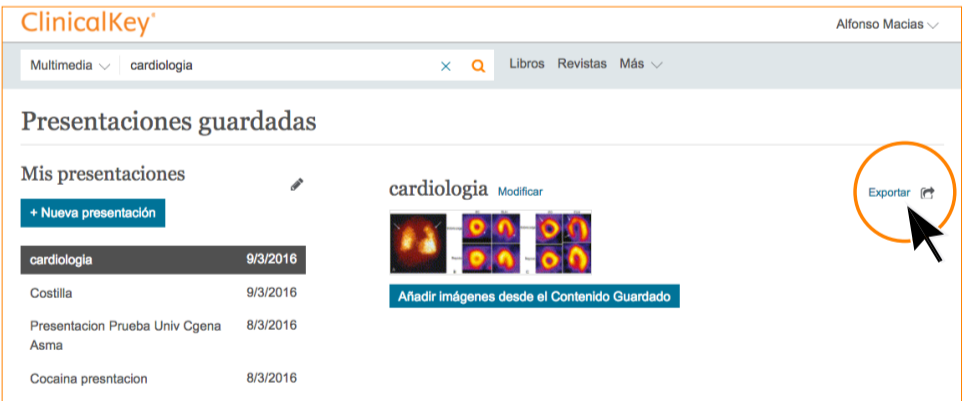 ClinicalKey®
Alfonso Macias
Multimedia cardiologia
Libros Revistas Más
Presentaciones guardadas
Mis presentaciones
+ Nueva presentación
cardiologia 9/3/2016
Costilla 9/3/2016
Presentacion Prueba Univ Cgena 8/3/2016
Asma
Cocaina presntacion 8/3/2016
cardiologia Modificar
Exportar
Añadir imágenes desde el Contenido Guardado